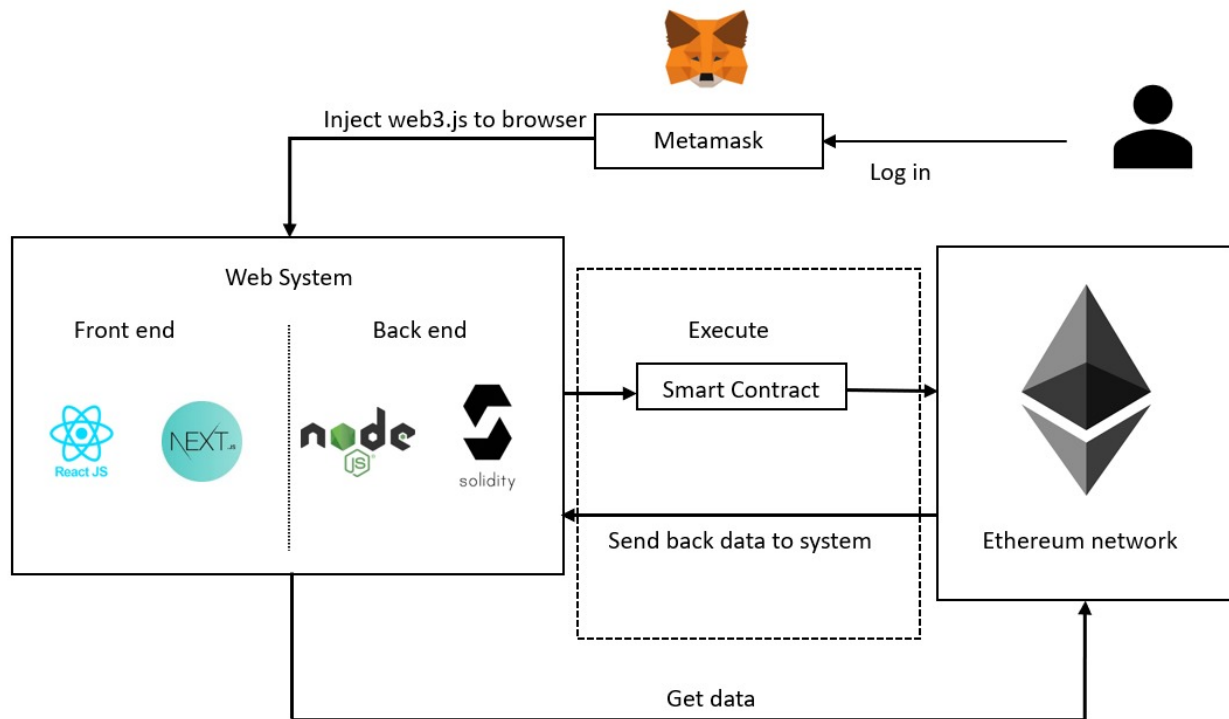 Inject web3.js to browser
Metamask
Log in
Web System
Front end
Back end
Execute
Smart Contract
React JS
NEXT.JS
node
JS
solidity
Send back data to system
Ethereum network
Get data